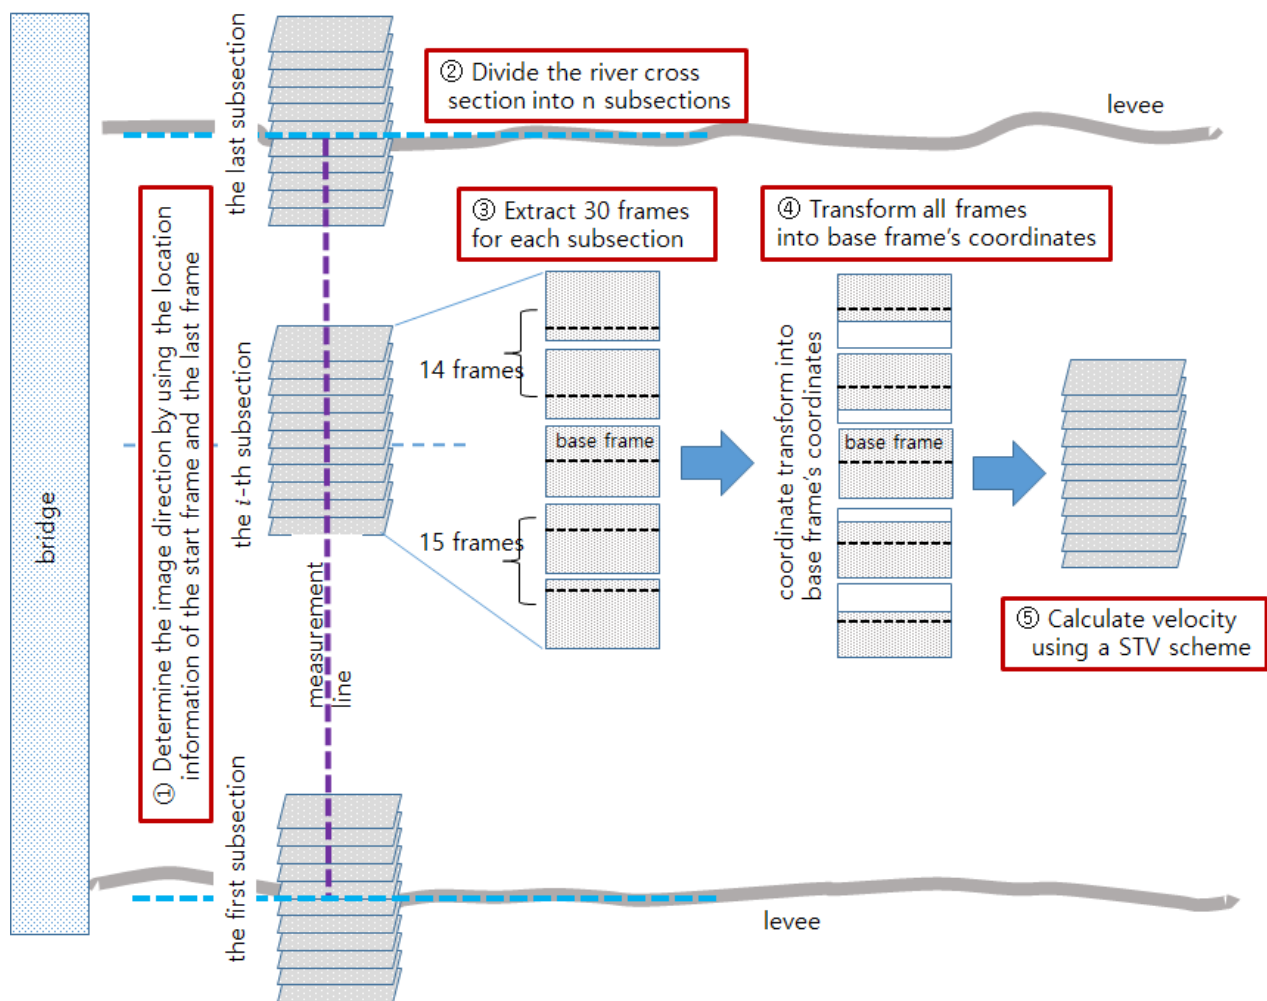 bridge
① Determine the image direction by using the location
information of the start frame and the last frame
the last subsection
② Divide the river cross
section into n subsections
levee
③ Extract 30 frames
for each subsection
④ Transform all frames
into base frame's coordinates
the i-th subsection
14 frames
base frame
15 frames
coordinate transform into
base frame's coordinates
base frame
⑤ Calculate velocity
using a STV scheme
measurement
line
the first subsection
levee